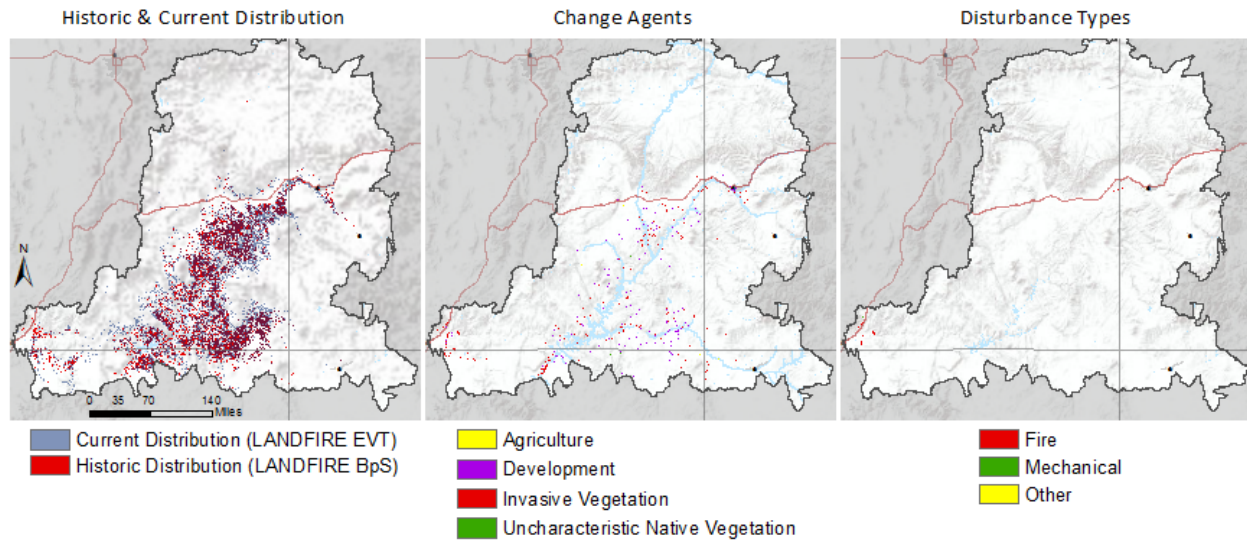 Historic & Current Distribution
Change Agents
Disturbance Types
N
0 35 70 140
Miles
Current Distribution (LANDFIRE EVT)
Historic Distribution (LANDFIRE BpS)
Agriculture
Development
Invasive Vegetation
Uncharacteristic Native Vegetation
Fire
Mechanical
Other